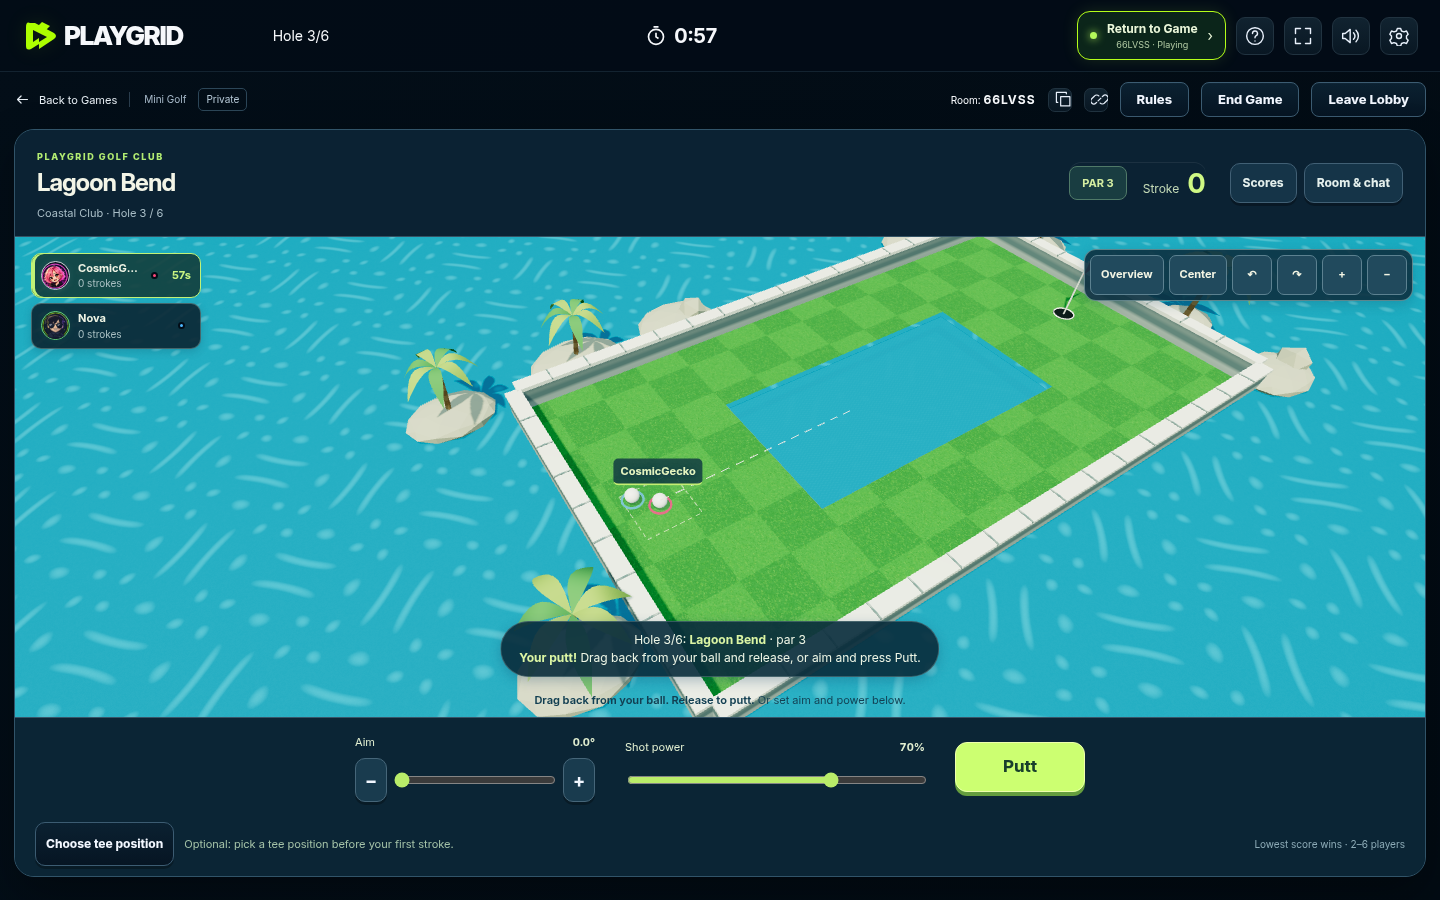 PLAYGRID
Hole 3/6
0:57
Return to Game
66LVSS · Playing
Back to Games
Mini Golf
Private
Room: 66LVSS
Rules
End Game
Leave Lobby
PLAYGRID GOLF CLUB
Lagoon Bend
Coastal Club · Hole 3 / 6
PAR 3
Stroke 0
Scores
Room & chat
CosmicG...
0 strokes
57s
Nova
0 strokes
Overview
Center
↶
↷
+
−
CosmicGecko
Hole 3/6: Lagoon Bend · par 3
Your putt! Drag back from your ball and release, or aim and press Putt.
Drag back from your ball. Release to putt. Or set aim and power below.
Aim
0.0°
−
+
Shot power
70%
Putt
Choose tee position
Optional: pick a tee position before your first stroke.
Lowest score wins · 2–6 players